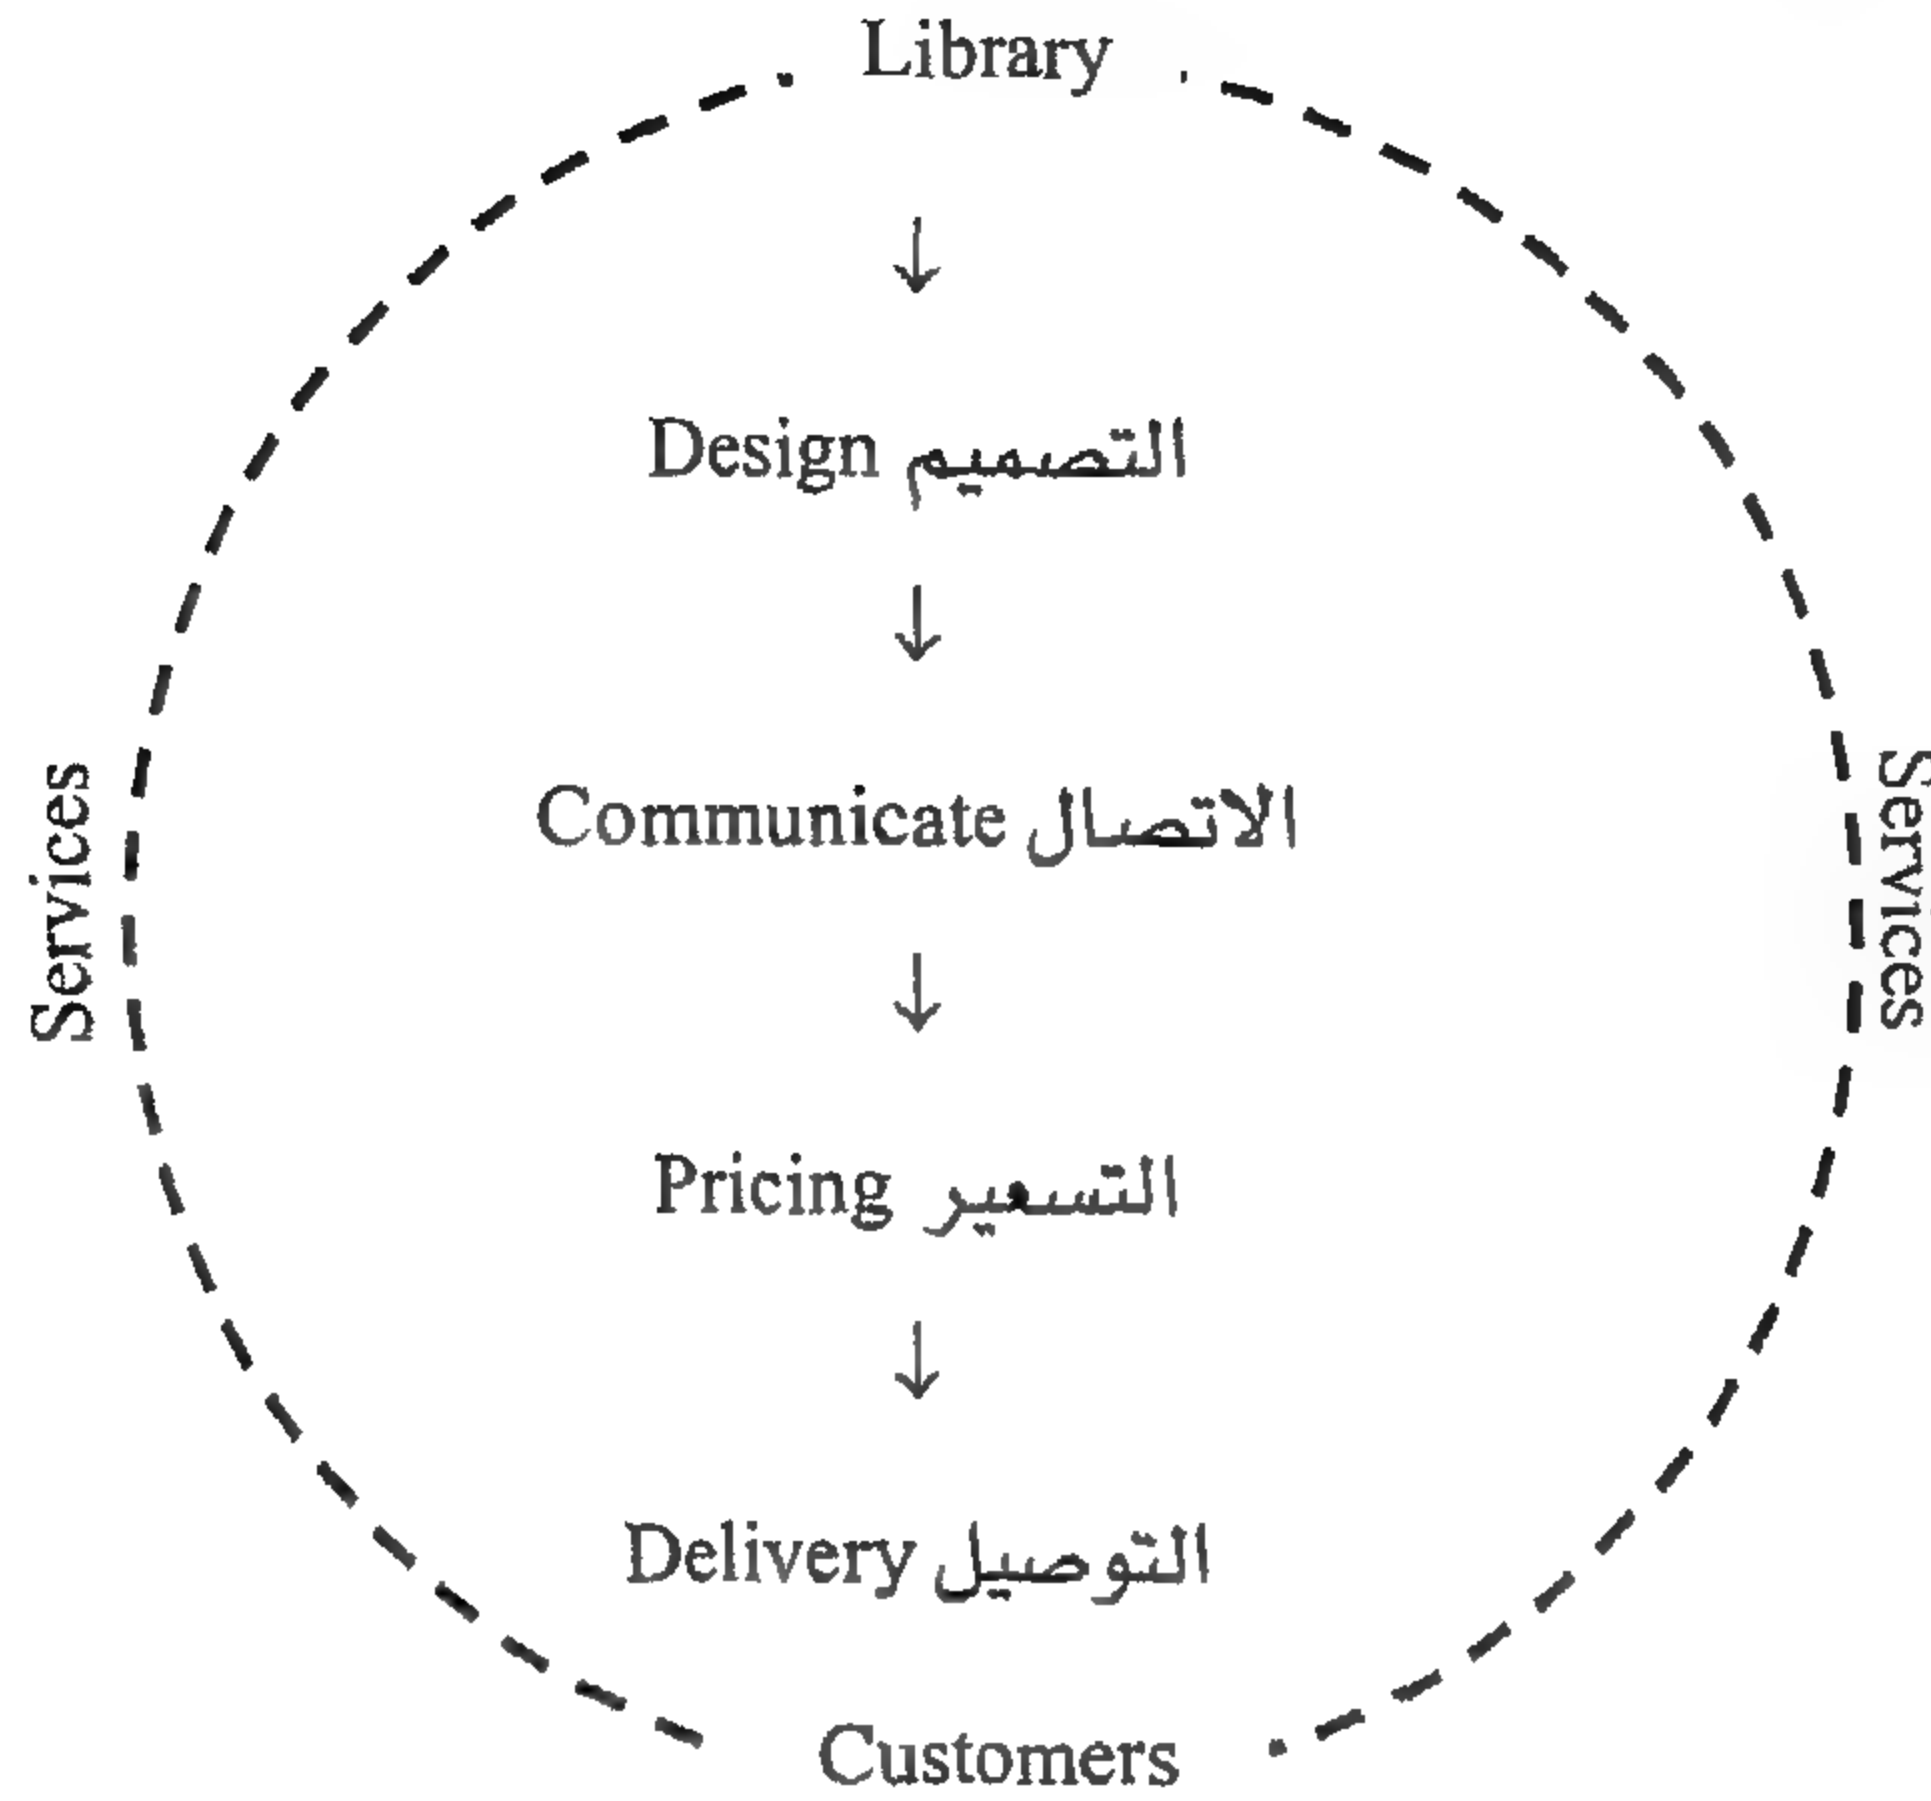 Library
Design التصميم
Communicate الاتصال
Services
Services
Pricing التسعير
Delivery التوصيل
Customers